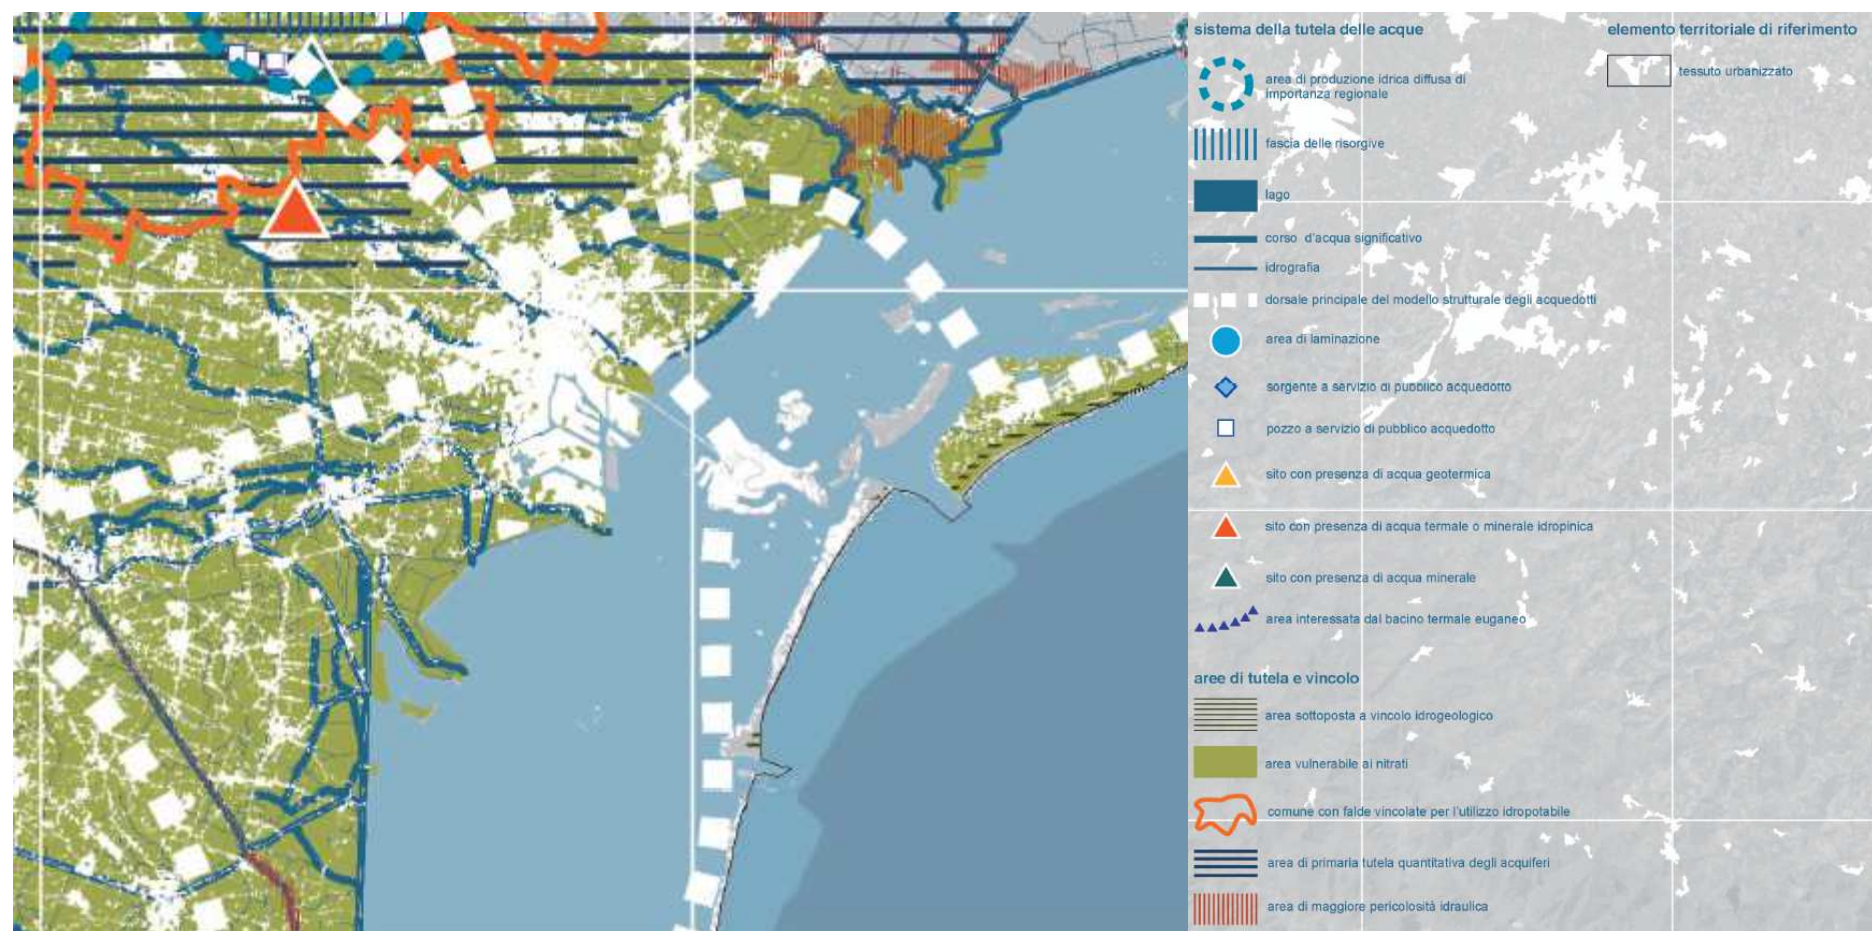 sistema della tutela delle acque
area di produzione idrica diffusa di
importanza regionale
fascia delle risorgive
lago
corso d'acqua significativo
idrografia
dorsale principale del modello strutturale degli acquedotti
area di laminazione
sorgente a servizio di pubblico acquedotto
pozzo a servizio di pubblico acquedotto
sito con presenza di acqua geotermica
sito con presenza di acqua termale o minerale idropinica
sito con presenza di acqua minerale
area interessata dal bacino termale euganeo
aree di tutela e vincolo
area sottoposta a vincolo idrogeologico
area vulnerabile ai nitrati
comune con falde vincolate per l'utilizzo idropotabile
area di primaria tutela quantitativa degli acquiferi
area di maggiore pericolosità idraulica
elemento territoriale di riferimento
tessuto urbanizzato